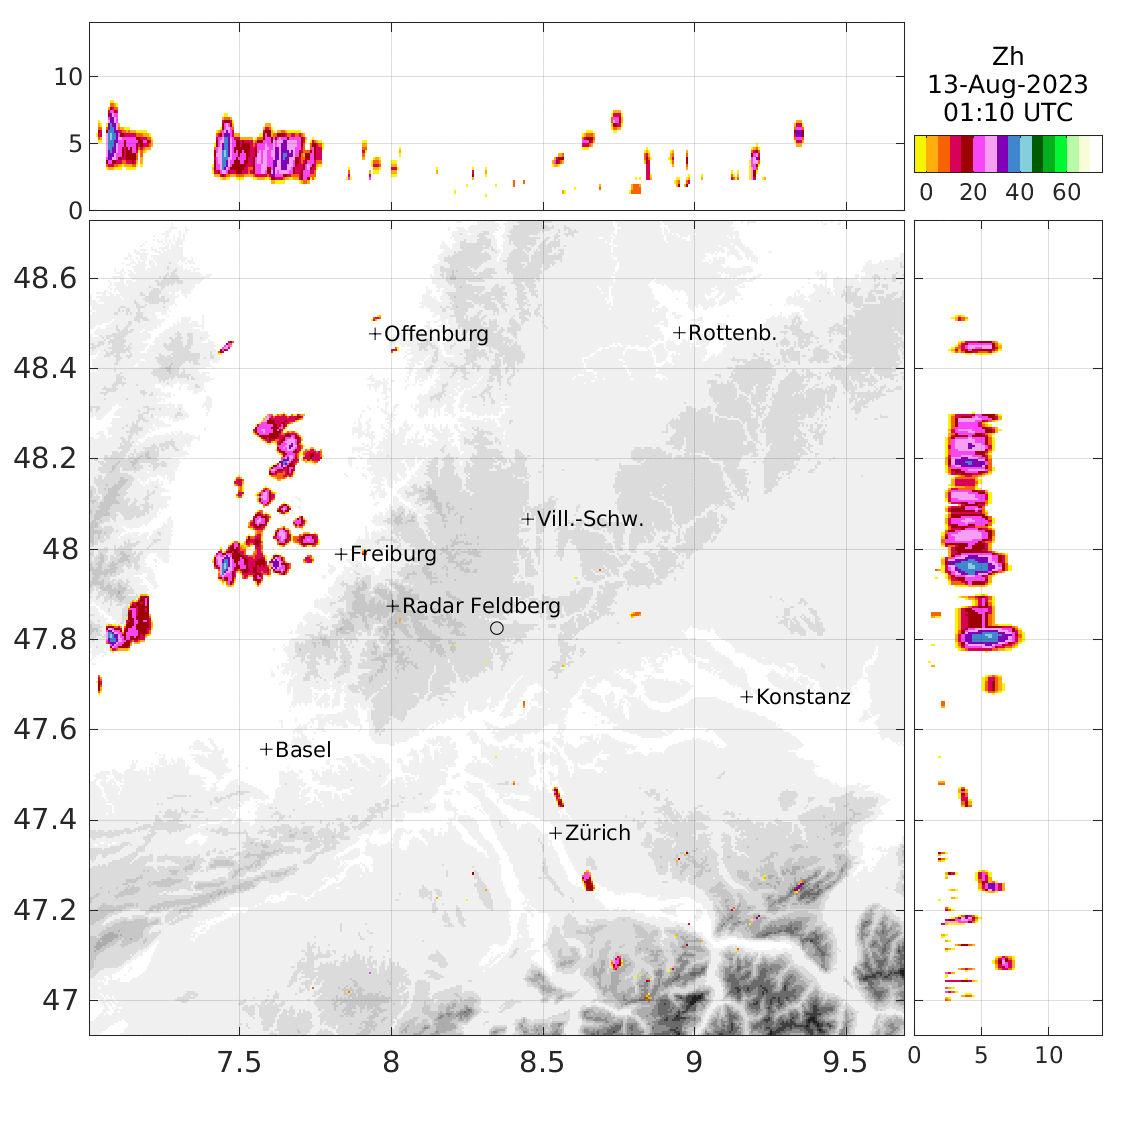 10
5
0
Zh
13-Aug-2023
01:10 UTC
0 20 40 60
48.6
48.4
48.2
48
47.8
47.6
47.4
47.2
47
+Offenburg
+Rottenb.
+Vill.-Schw.
+Freiburg
+Radar Feldberg
+Konstanz
+Basel
+Zürich
7.5 8 8.5 9 9.5
0 5 10